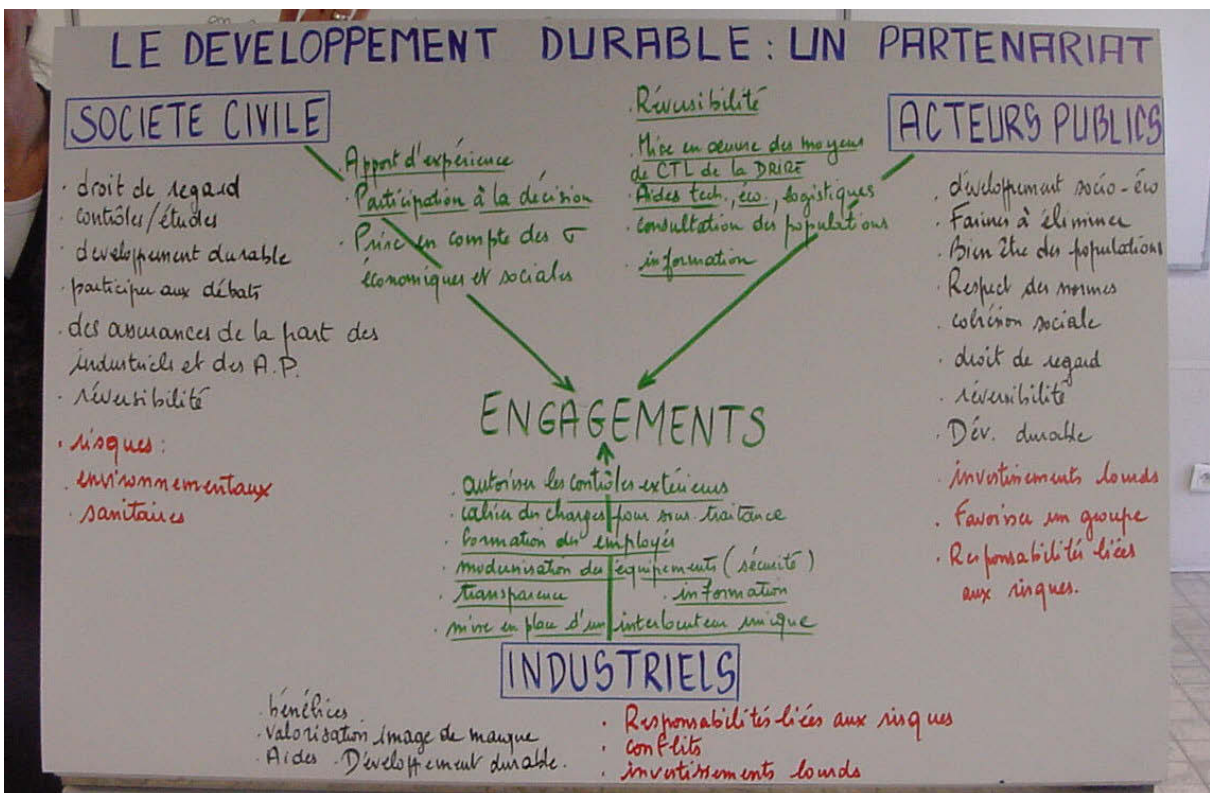 LE DEVELOPPEMENT DURABLE : UN PARTENARIAT
SOCIETE CIVILE
· droit de regard
· contrôles/études
· developpement durable
· participer aux débats
· des assurances de la part des
industriels et des A.P.
· réversibilité
· risques :
· environnementaux
· sanitaires
· Apport d'expérience
· Participation à la décision
· Prise en compte des σ
économiques et sociales
· Réversibilité
· Mise en oeuvre des moyens
de CTL de la DRIRE
· Aides tech., éco., logistiques
· consultation des populations
· information
ACTEURS PUBLICS
· développement socio-éco
· Farines à éliminer
· Bien être des populations
· Respect des normes
· cohésion sociale
· droit de regard
· réversibilité
· Dév. durable
· investissements lourds
· Favoriser un groupe
· Responsabilités liées
aux risques.
ENGAGEMENTS
· autoriser les contrôles extérieurs
· cahier des charges pour sous-traitance
· formation des employés
· modernisation des équipements (sécurité)
· transparence · information
· mise en place d'un interlocuteur unique
INDUSTRIELS
· bénéfices
· valorisation image de marque
· Aides · Développement durable.
· Responsabilités liées aux risques
· conflits
· investissements lourds